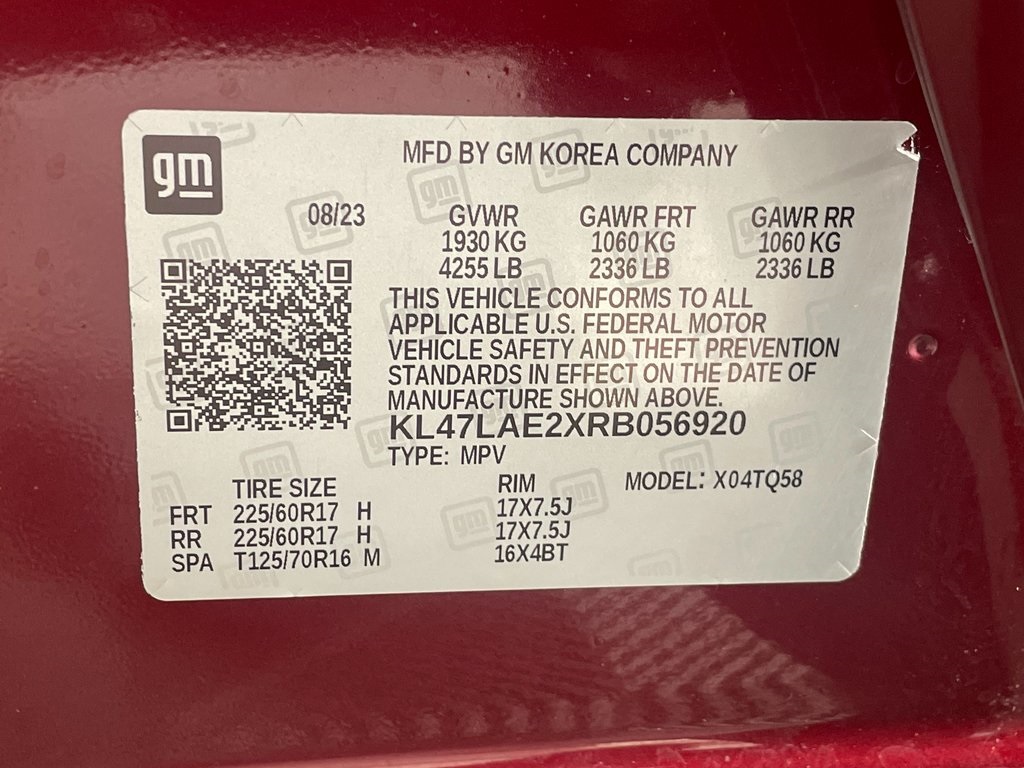 gm
MFD BY GM KOREA COMPANY
08/23 GVWR GAWR FRT GAWR RR
1930 KG 1060 KG 1060 KG
4255 LB 2336 LB 2336 LB
THIS VEHICLE CONFORMS TO ALL
APPLICABLE U.S. FEDERAL MOTOR
VEHICLE SAFETY AND THEFT PREVENTION
STANDARDS IN EFFECT ON THE DATE OF
MANUFACTURE SHOWN ABOVE.
KL47LAE2XRB056920
TYPE: MPV
TIRE SIZE RIM MODEL: X04TQ58
FRT 225/60R17 H 17X7.5J
RR 225/60R17 H 17X7.5J
SPA T125/70R16 M 16X4BT